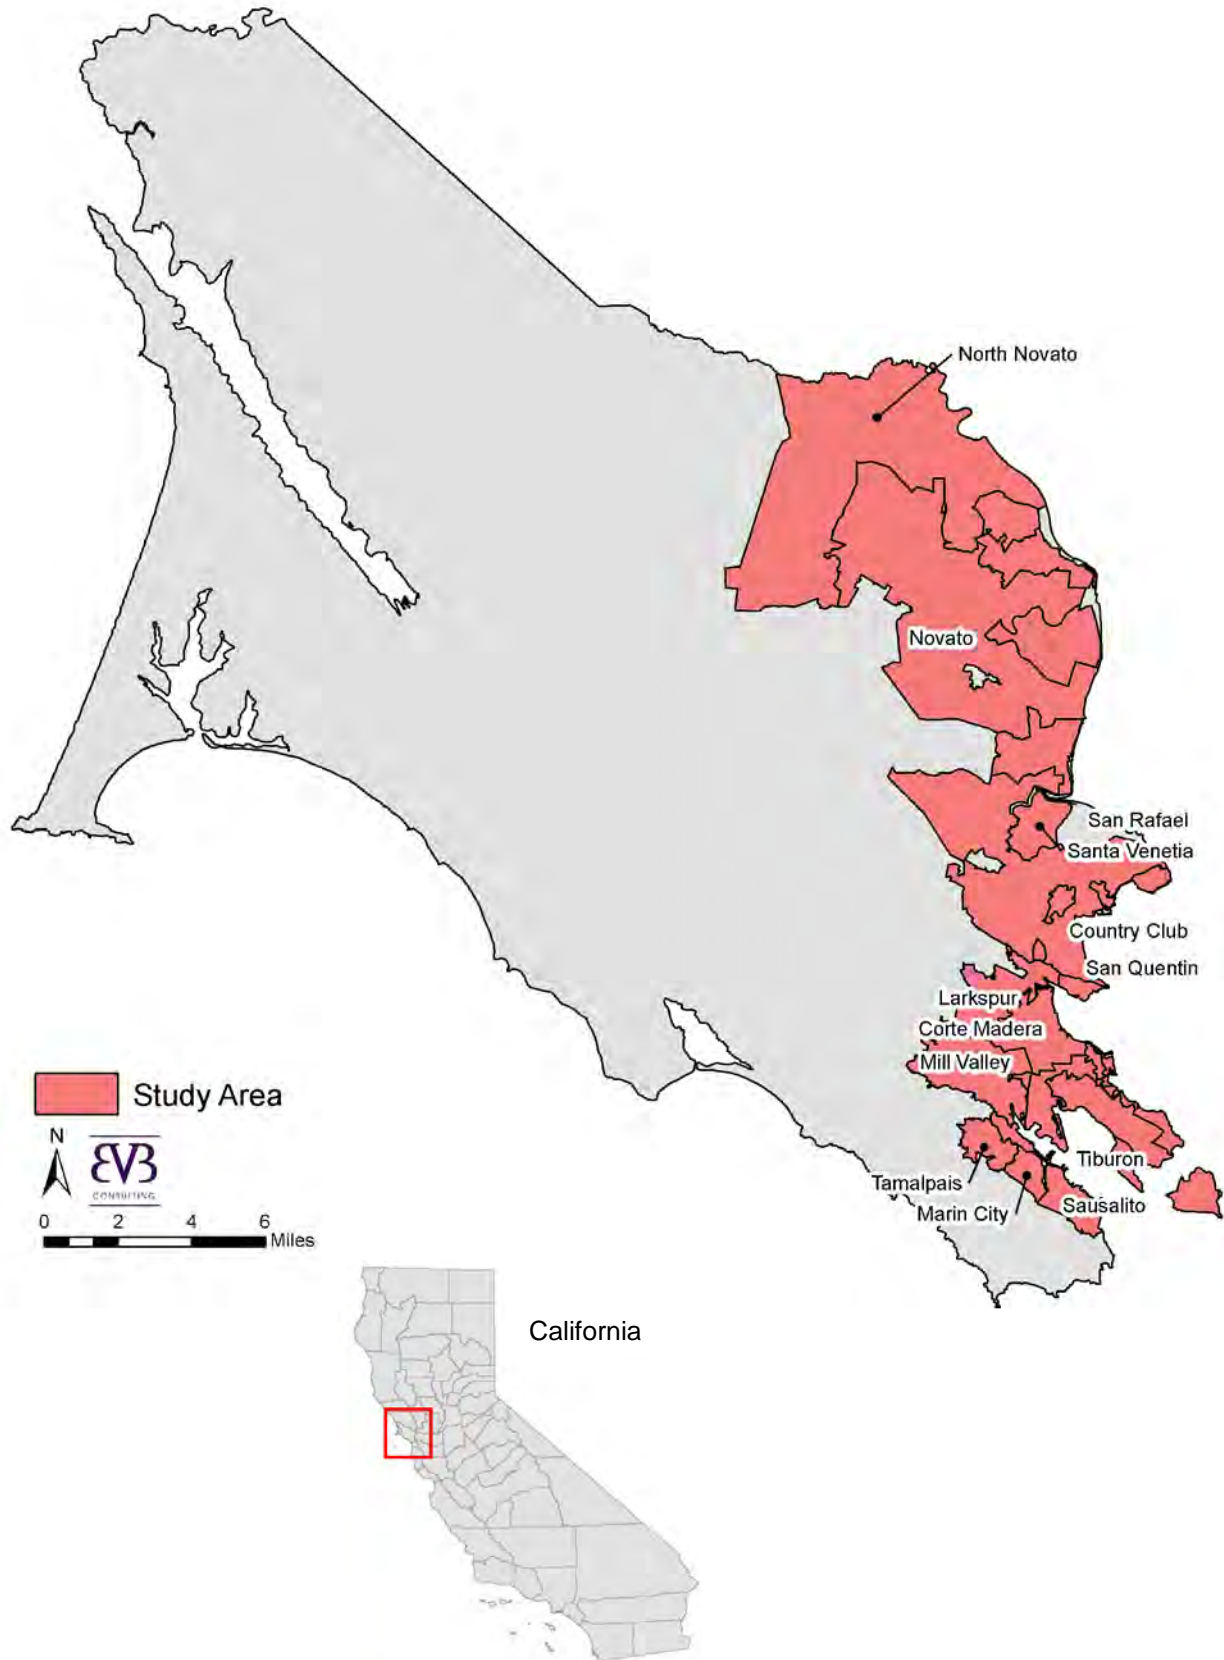 North Novato
Novato
San Rafael
Santa Venetia
Country Club
San Quentin
Larkspur
Corte Madera
Mill Valley
Tiburon
Tamalpais
Marin City
Sausalito
Study Area
N
EVB
CONSULTING
0 2 4 6
Miles
California